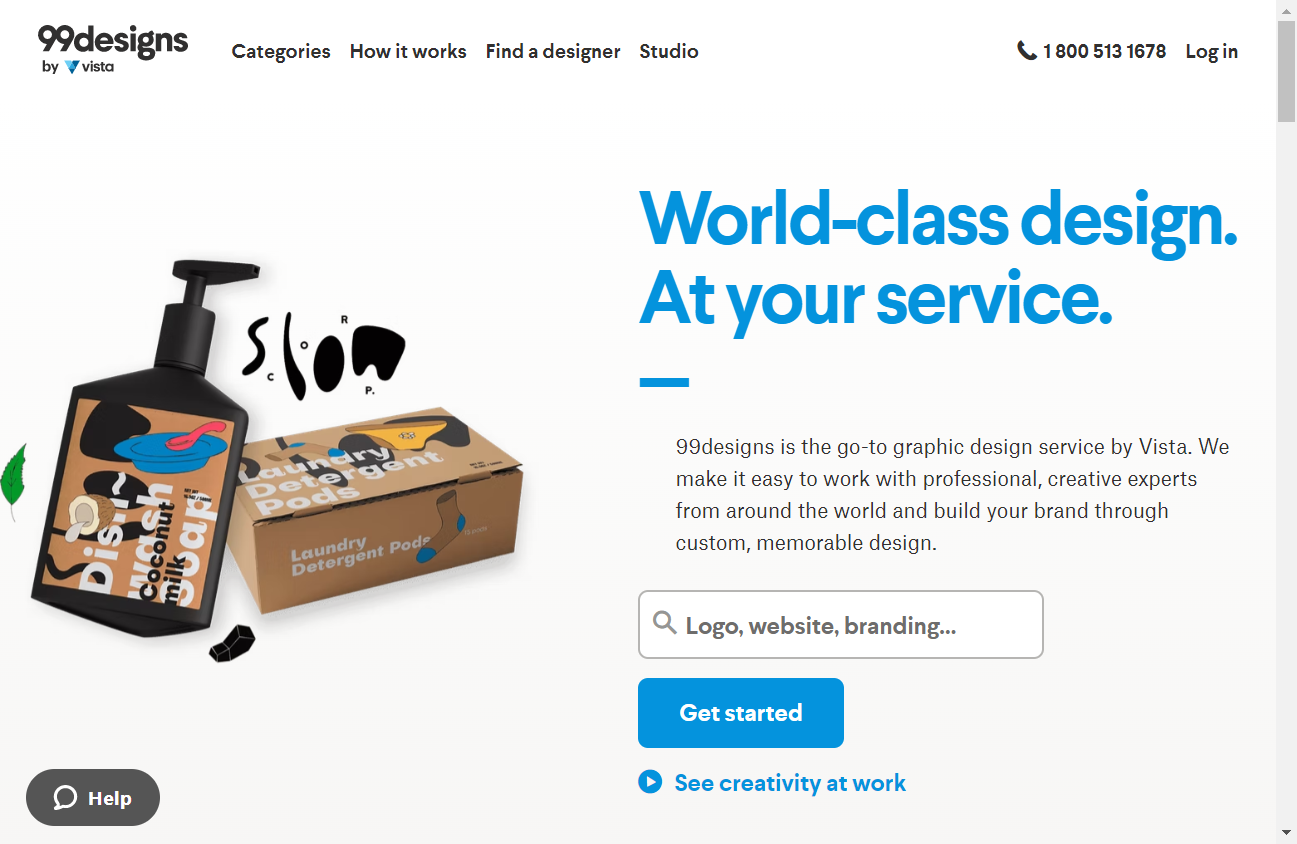 99designs
by vista
Categories
How it works
Find a designer
Studio
1 800 513 1678
Log in
World-class design.
At your service.
99designs is the go-to graphic design service by Vista. We
make it easy to work with professional, creative experts
from around the world and build your brand through
custom, memorable design.
Logo, website, branding...
Get started
See creativity at work
Slow
CORP.
Dish
Wash
Soap
Coconut
milk
Laundry
Detergent
Pods
Laundry
Detergent Pods
Help